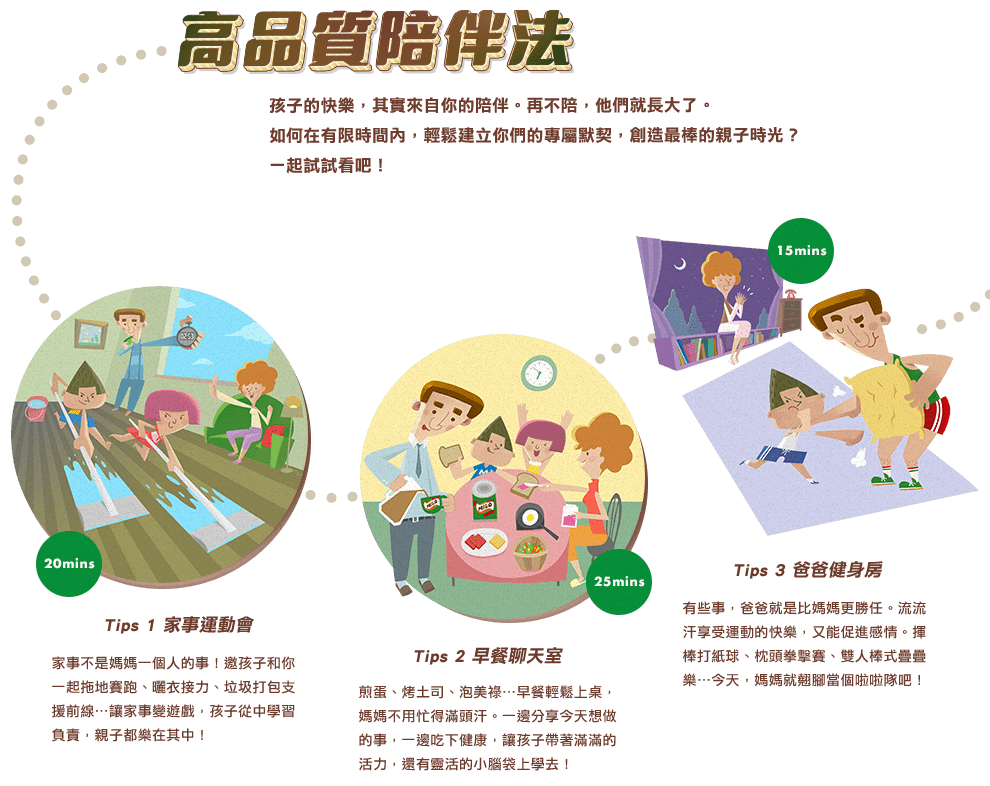 高品質陪伴法
孩子的快樂，其實來自你的陪伴。再不陪，他們就長大了。
如何在有限時間內，輕鬆建立你們的專屬默契，創造最棒的親子時光？
一起試試看吧！
20mins
Tips 1 家事運動會
家事不是媽媽一個人的事！邀孩子和你
一起拖地賽跑、曬衣接力、垃圾打包支
援前線…讓家事變遊戲，孩子從中學習
負責，親子都樂在其中！
MILO
MILO
25mins
Tips 2 早餐聊天室
煎蛋、烤土司、泡美祿…早餐輕鬆上桌，
媽媽不用忙得滿頭汗。一邊分享今天想做
的事，一邊吃下健康，讓孩子帶著滿滿的
活力，還有靈活的小腦袋上學去！
15mins
Tips 3 爸爸健身房
有些事，爸爸就是比媽媽更勝任。流流
汗享受運動的快樂，又能促進感情。揮
棒打紙球、枕頭拳擊賽、雙人棒式疊疊
樂…今天，媽媽就翹腳當個啦啦隊吧！